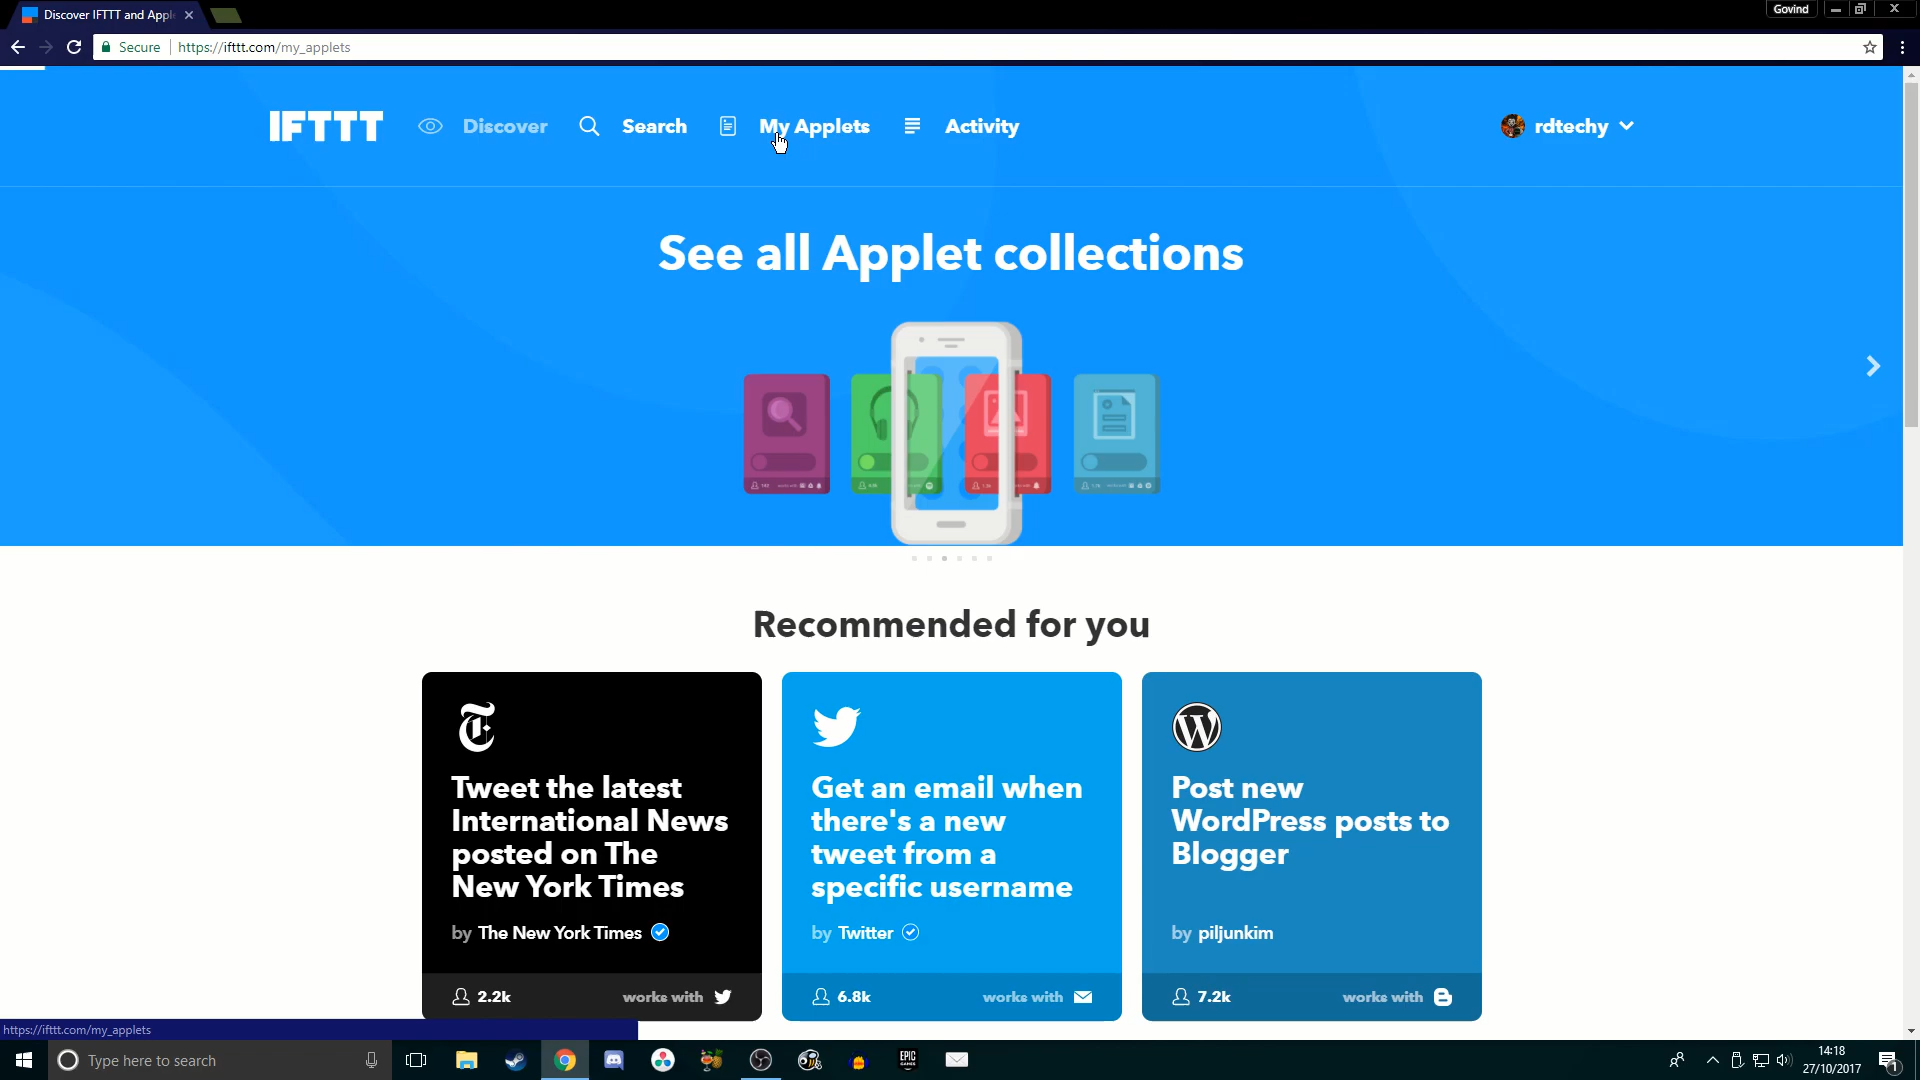 Discover IFTTT and Appl
Govind
Secure https://ifttt.com/my_applets
IFTTT Discover Search My Applets Activity rdtechy
See all Applet collections
Recommended for you
Tweet the latest
International News
posted on The
New York Times
by The New York Times
2.2k works with
Get an email when
there's a new
tweet from a
specific username
by Twitter
6.8k works with
Post new
WordPress posts to
Blogger
by piljunkim
7.2k works with
https://ifttt.com/my_applets
Type here to search
EPIC
GAMES
14:18
27/10/2017
1